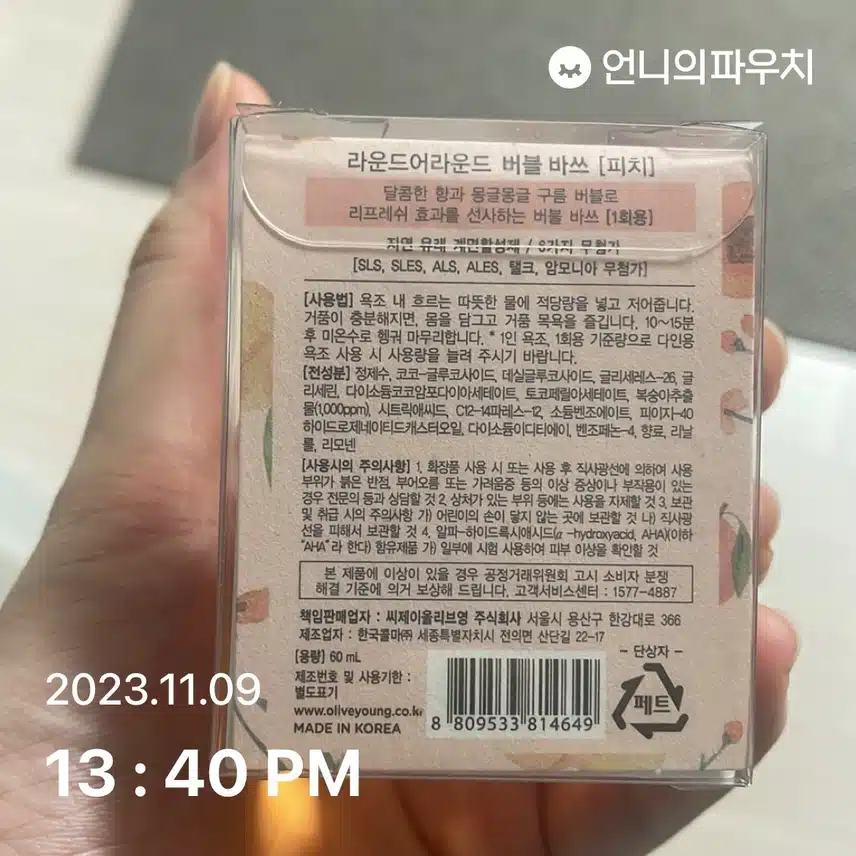 언니의파우치
라운드어라운드 버블 바쓰 [피치]
달콤한 향과 몽글몽글 구름 버블로
리프레쉬 효과를 선사하는 버블 바쓰 [1회용]
자연 유래 계면활성제 / 6가지 무첨가
[SLS, SLES, ALS, ALES, 탤크, 암모니아 무첨가]
[사용법] 욕조 내 흐르는 따뜻한 물에 적당량을 넣고 저어줍니다.
거품이 충분해지면, 몸을 담그고 거품 목욕을 즐깁니다. 10~15분
후 미온수로 헹궈 마무리합니다. * 1인 욕조, 1회용 기준량으로 다인용
욕조 사용 시 사용량을 늘려 주시기 바랍니다.
[전성분] 정제수, 코코-글루코사이드, 데실글루코사이드, 글리세레스-26, 글
리세린, 다이소듐코코암포다이아세테이트, 토코페릴아세테이트, 복숭아추출
물(1,000ppm), 시트릭애씨드, C12-14파레스-12, 소듐벤조에이트, 피이지-40
하이드로제네이티드캐스터오일, 다이소듐이디티에이, 벤조페논-4, 향료, 리날
룰, 리모넨
[사용시의 주의사항] 1. 화장품 사용 시 또는 사용 후 직사광선에 의하여 사용
부위가 붉은 반점, 부어오름 또는 가려움증 등의 이상 증상이나 부작용이 있는
경우 전문의 등과 상담할 것 2. 상처가 있는 부위 등에는 사용을 자제할 것 3. 보관
및 취급 시의 주의사항 가) 어린이의 손이 닿지 않는 곳에 보관할 것 나) 직사광
선을 피해서 보관할 것 4. 알파-하이드록시애시드(α-hydroxyacid, AHA)(이하
"AHA"라 한다) 함유제품 가) 일부에 시험 사용하여 피부 이상을 확인할 것
본 제품에 이상이 있을 경우 공정거래위원회 고시 소비자 분쟁
해결 기준에 의거 보상해 드립니다. 고객서비스센터 : 1577-4887
책임판매업자 : 씨제이올리브영 주식회사 서울시 용산구 한강대로 366
제조업자 : 한국콜마㈜ 세종특별자치시 전의면 산단길 22-17
[용량] 60 mL
제조번호 및 사용기한 :
별도표기
www.oliveyoung.co.kr
MADE IN KOREA
8 809533 814649
- 단상자 -
페트
2023.11.09
13 : 40 PM